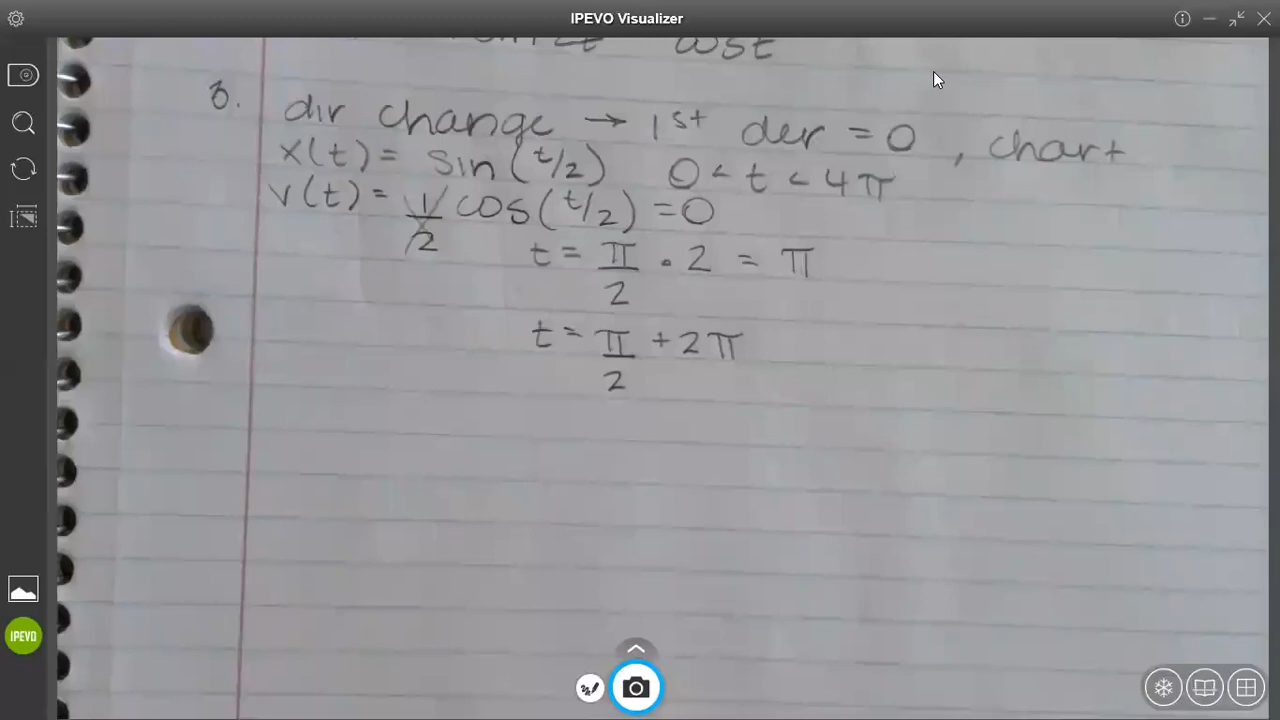 IPEVO Visualizer
cost
3. dir change → 1st der = 0, chart
x(t) = sin(t/2) 0 < t < 4π
v(t) = 1/2 cos(t/2) = 0
t = π/2 · 2 = π
t = π/2 + 2π
IPEVO